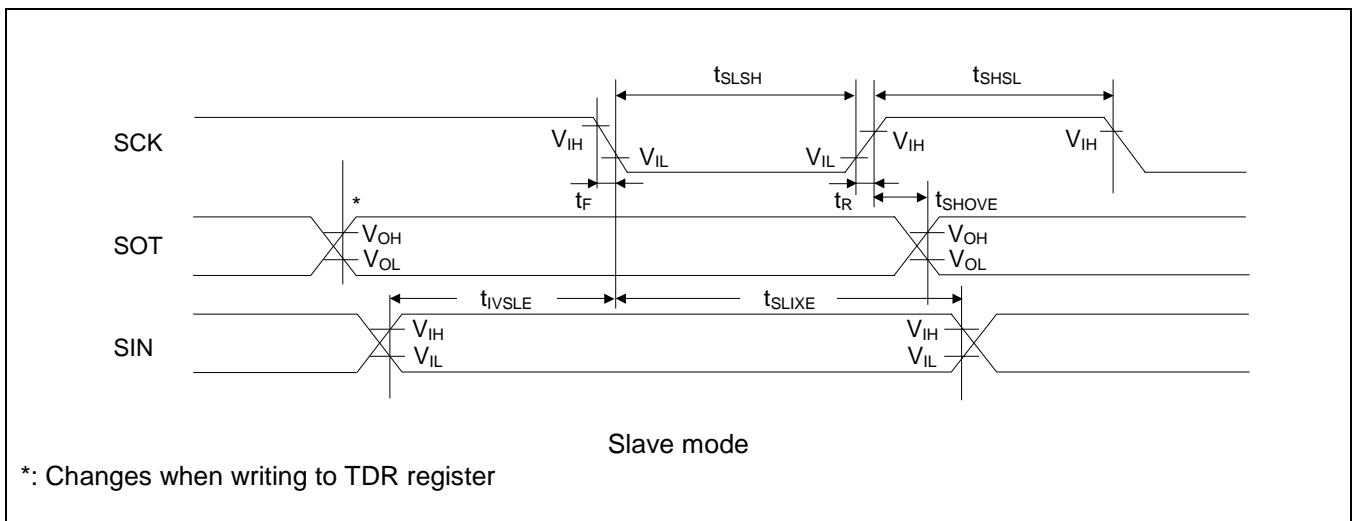 tSLSH tSHSL
SCK VIH VIL VIL VIH VIH
tF tR tSHOVE
*
SOT VOH VOH
VOL VOL
tIVSLE tSLIXE
SIN VIH VIH
VIL VIL
Slave mode
*: Changes when writing to TDR register